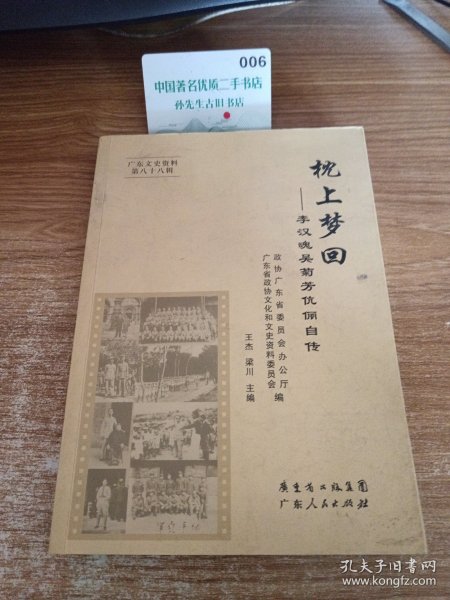 006
中国著名优质二手书店
孙先生古旧书店
广东文史资料
第八十八辑
枕上梦回
——李汉魂吴菊芳伉俪自传
政协广东省委员会办公厅
广东省政协文化和文史资料委员会
编
王杰 梁川 主编
广东省出版集团
广东人民出版社
孔夫子旧书网
www.kongfz.com